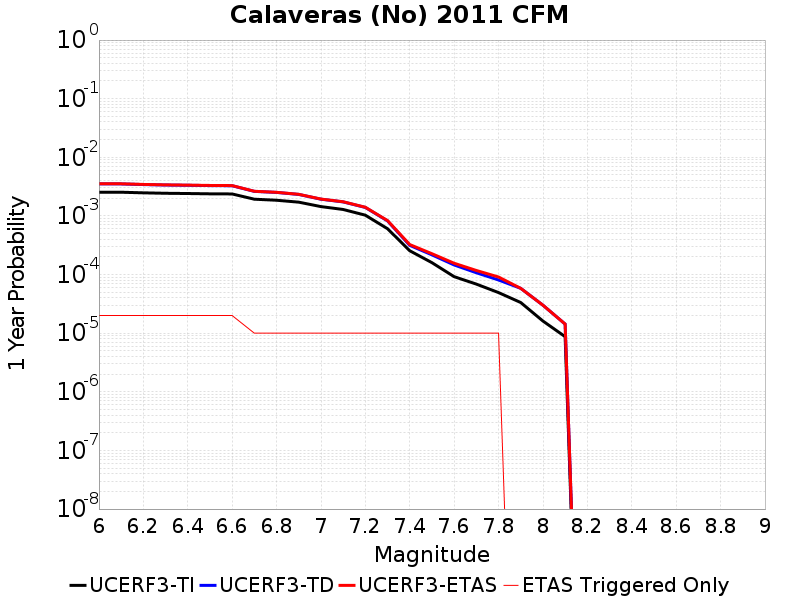 Calaveras (No) 2011 CFM
1 Year Probability
10^0
10^-1
10^-2
10^-3
10^-4
10^-5
10^-6
10^-7
10^-8
6 6.2 6.4 6.6 6.8 7 7.2 7.4 7.6 7.8 8 8.2 8.4 8.6 8.8 9
Magnitude
UCERF3-TI UCERF3-TD UCERF3-ETAS ETAS Triggered Only